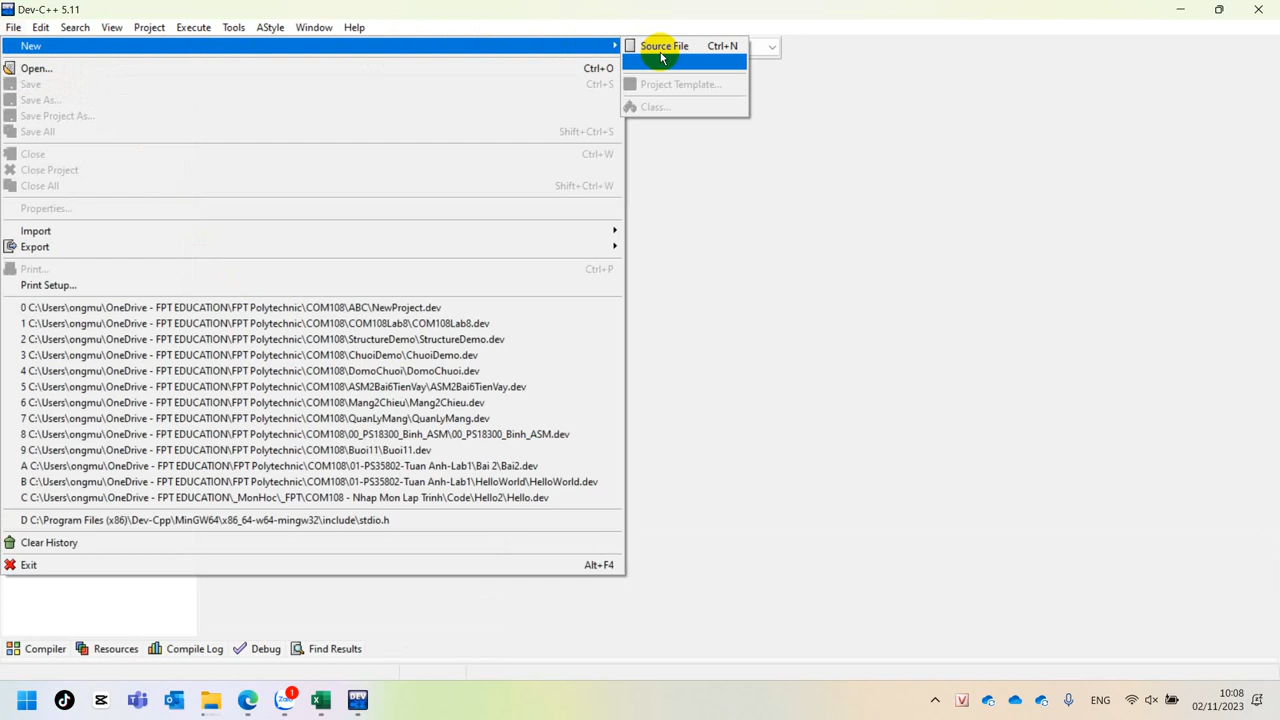 Dev-C++ 5.11
File Edit Search View Project Execute Tools AStyle Window Help
New
Source File Ctrl+N
Open... Ctrl+O
Save Ctrl+S
Project Template...
Save As...
Class...
Save Project As...
Save All Shift+Ctrl+S
Close Ctrl+W
Close Project
Close All Shift+Ctrl+W
Properties...
Import
Export
Print... Ctrl+P
Print Setup...
0 C:\Users\ongmu\OneDrive - FPT EDUCATION\FPT Polytechnic\COM108\ABC\NewProject.dev
1 C:\Users\ongmu\OneDrive - FPT EDUCATION\FPT Polytechnic\COM108\COM108Lab8\COM108Lab8.dev
2 C:\Users\ongmu\OneDrive - FPT EDUCATION\FPT Polytechnic\COM108\StructureDemo\StructureDemo.dev
3 C:\Users\ongmu\OneDrive - FPT EDUCATION\FPT Polytechnic\COM108\ChuoiDemo\ChuoiDemo.dev
4 C:\Users\ongmu\OneDrive - FPT EDUCATION\FPT Polytechnic\COM108\DomoChuoi\DomoChuoi.dev
5 C:\Users\ongmu\OneDrive - FPT EDUCATION\FPT Polytechnic\COM108\ASM2Bai6TienVay\ASM2Bai6TienVay.dev
6 C:\Users\ongmu\OneDrive - FPT EDUCATION\FPT Polytechnic\COM108\Mang2Chieu\Mang2Chieu.dev
7 C:\Users\ongmu\OneDrive - FPT EDUCATION\FPT Polytechnic\COM108\QuanLyMang\QuanLyMang.dev
8 C:\Users\ongmu\OneDrive - FPT EDUCATION\FPT Polytechnic\COM108\00_PS18300_Binh_ASM\00_PS18300_Binh_ASM.dev
9 C:\Users\ongmu\OneDrive - FPT EDUCATION\FPT Polytechnic\COM108\Buoi11\Buoi11.dev
A C:\Users\ongmu\OneDrive - FPT EDUCATION\FPT Polytechnic\COM108\01-PS35802-Tuan Anh-Lab1\Bai 2\Bai2.dev
B C:\Users\ongmu\OneDrive - FPT EDUCATION\FPT Polytechnic\COM108\01-PS35802-Tuan Anh-Lab1\HelloWorld\HelloWorld.dev
C C:\Users\ongmu\OneDrive - FPT EDUCATION\_MonHoc\_FPT\COM108 - Nhap Mon Lap Trinh\Code\Hello2\Hello.dev
D C:\Program Files (x86)\Dev-Cpp\MinGW64\x86_64-w64-mingw32\include\stdio.h
Clear History
Exit Alt+F4
Compiler Resources Compile Log Debug Find Results
DEV
Zalo
1
V
ENG
10:08
02/11/2023